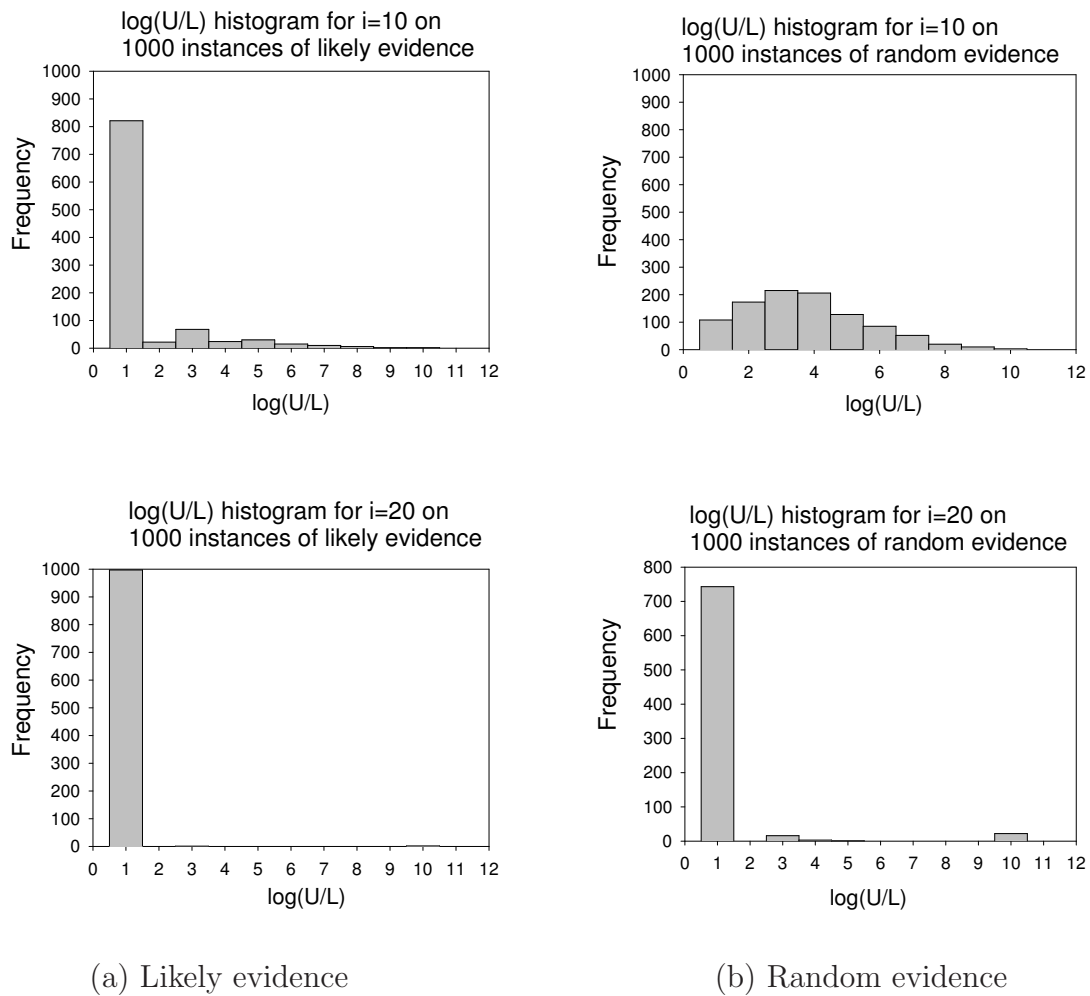 log(U/L) histogram for i=10 on
1000 instances of likely evidence
1000
900
800
700
600
500
400
300
200
100
0
Frequency
0 1 2 3 4 5 6 7 8 9 10 11 12
log(U/L)
log(U/L) histogram for i=10 on
1000 instances of random evidence
1000
900
800
700
600
500
400
300
200
100
0
Frequency
0 2 4 6 8 10 12
log(U/L)
log(U/L) histogram for i=20 on
1000 instances of likely evidence
1000
900
800
700
600
500
400
300
200
100
0
Frequency
0 1 2 3 4 5 6 7 8 9 10 11 12
log(U/L)
log(U/L) histogram for i=20 on
1000 instances of random evidence
800
700
600
500
400
300
200
100
0
Frequency
0 1 2 3 4 5 6 7 8 9 10 11 12
log(U/L)
(a) Likely evidence
(b) Random evidence